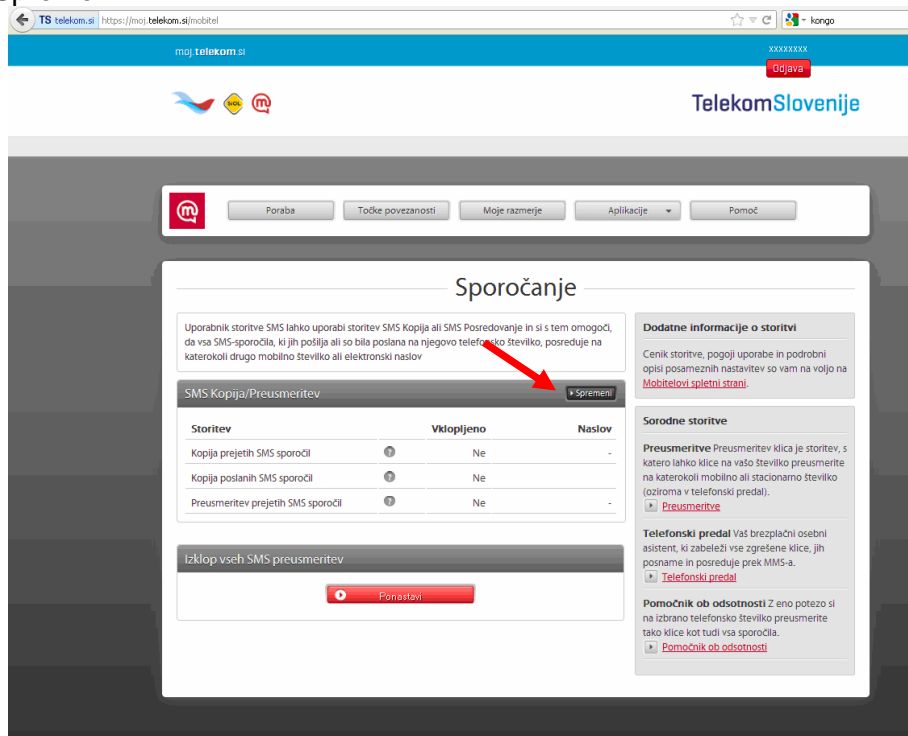 TS telekom.si https://moj.telekom.si/mobitel
kongo
moj.telekom.si
xxxxxxxx
Odjava
SiOL
TelekomSlovenije
Poraba
Točke povezanosti
Moje razmerje
Aplikacije
Pomoč
Sporočanje
Uporabnik storitve SMS lahko uporabi storitev SMS Kopija ali SMS Posredovanje in si s tem omogoči,
da vsa SMS-sporočila, ki jih pošilja ali so bila poslana na njegovo telefonsko številko, posreduje na
katerokoli drugo mobilno številko ali elektronski naslov
SMS Kopija/Preusmeritev
Spremeni
Storitev Vklopljeno Naslov
Kopija prejetih SMS sporočil ? Ne -
Kopija poslanih SMS sporočil ? Ne
Preusmeritev prejetih SMS sporočil ? Ne -
Izklop vseh SMS preusmeritev
Ponastavi
Dodatne informacije o storitvi
Cenik storitve, pogoji uporabe in podrobni
opisi posameznih nastavitev so vam na voljo na
Mobitelovi spletni strani.
Sorodne storitve
Preusmeritve Preusmeritev klica je storitev, s
katero lahko klice na vašo številko preusmerite
na katerokoli mobilno ali stacionarno številko
(oziroma v telefonski predal).
Preusmeritve
Telefonski predal Vaš brezplačni osebni
asistent, ki zabeleži vse zgrešene klice, jih
posname in posreduje prek MMS-a.
Telefonski predal
Pomočnik ob odsotnosti Z eno potezo si
na izbrano telefonsko številko preusmerite
tako klice kot tudi vsa sporočila.
Pomočnik ob odsotnosti